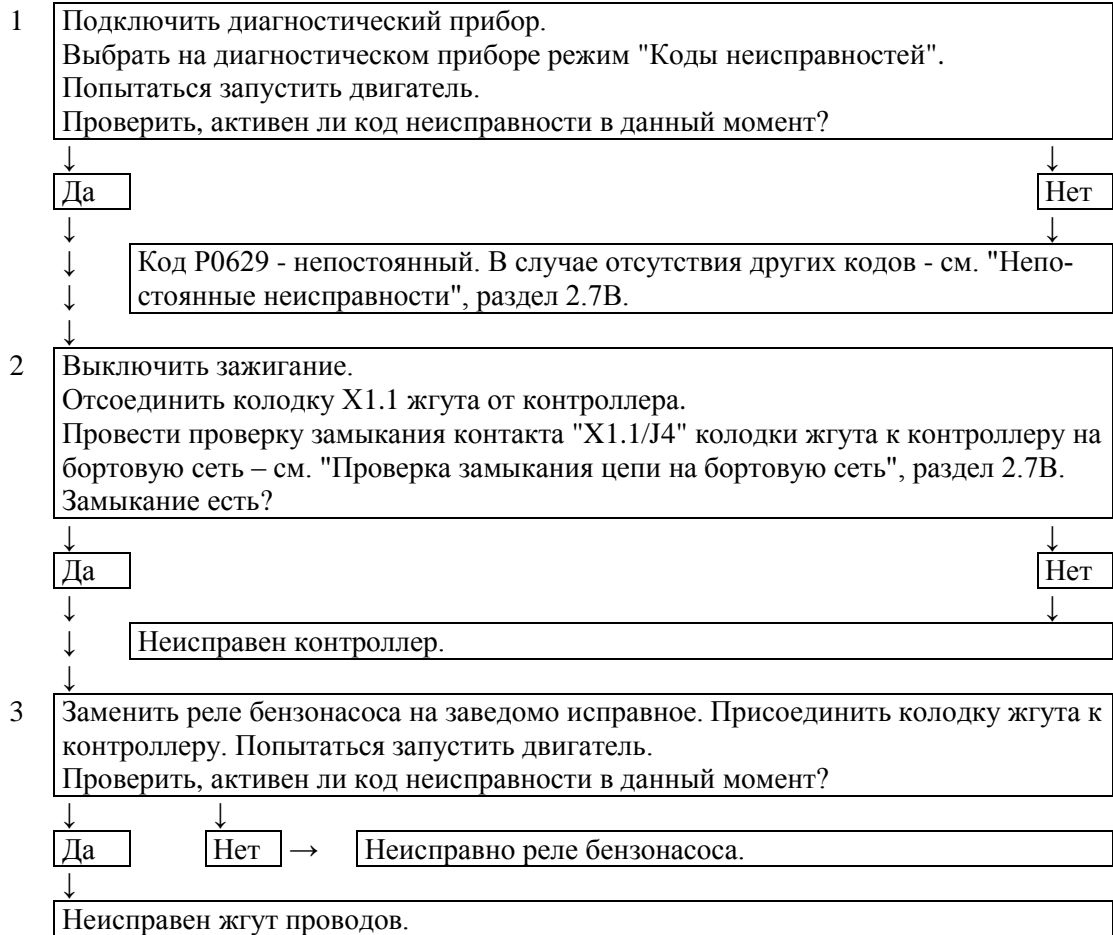 1 Подключить диагностический прибор.
Выбрать на диагностическом приборе режим "Коды неисправностей".
Попытаться запустить двигатель.
Проверить, активен ли код неисправности в данный момент?
↓ ↓
Да Нет
↓ ↓
↓ Код Р0629 - непостоянный. В случае отсутствия других кодов - см. "Непо-
↓ стоянные неисправности", раздел 2.7В.
↓
2 Выключить зажигание.
Отсоединить колодку Х1.1 жгута от контроллера.
Провести проверку замыкания контакта "Х1.1/J4" колодки жгута к контроллеру на
бортовую сеть – см. "Проверка замыкания цепи на бортовую сеть", раздел 2.7В.
Замыкание есть?
↓ ↓
Да Нет
↓ ↓
↓ Неисправен контроллер.
↓
3 Заменить реле бензонасоса на заведомо исправное. Присоединить колодку жгута к
контроллеру. Попытаться запустить двигатель.
Проверить, активен ли код неисправности в данный момент?
↓ ↓
Да Нет → Неисправно реле бензонасоса.
↓
Неисправен жгут проводов.